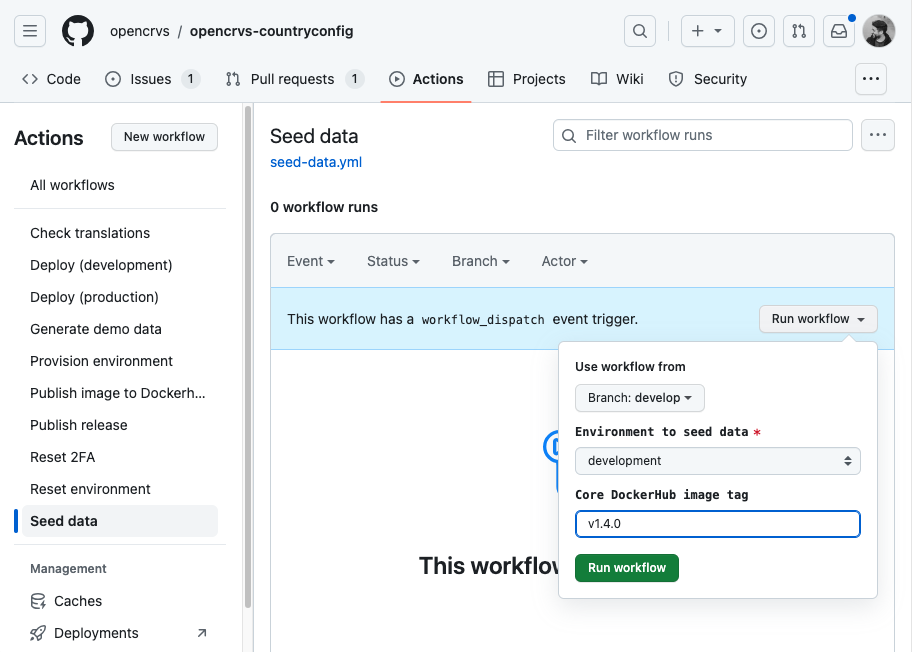 opencrvs / opencrvs-countryconfig
Code
Issues 1
Pull requests 1
Actions
Projects
Wiki
Security
Actions
New workflow
All workflows
Check translations
Deploy (development)
Deploy (production)
Generate demo data
Provision environment
Publish image to Dockerh...
Publish release
Reset 2FA
Reset environment
Seed data
Management
Caches
Deployments
Seed data
seed-data.yml
Filter workflow runs
0 workflow runs
Event
Status
Branch
Actor
This workflow has a workflow_dispatch event trigger.
Run workflow
Use workflow from
Branch: develop
Environment to seed data *
development
Core DockerHub image tag
v1.4.0
Run workflow
This workflow